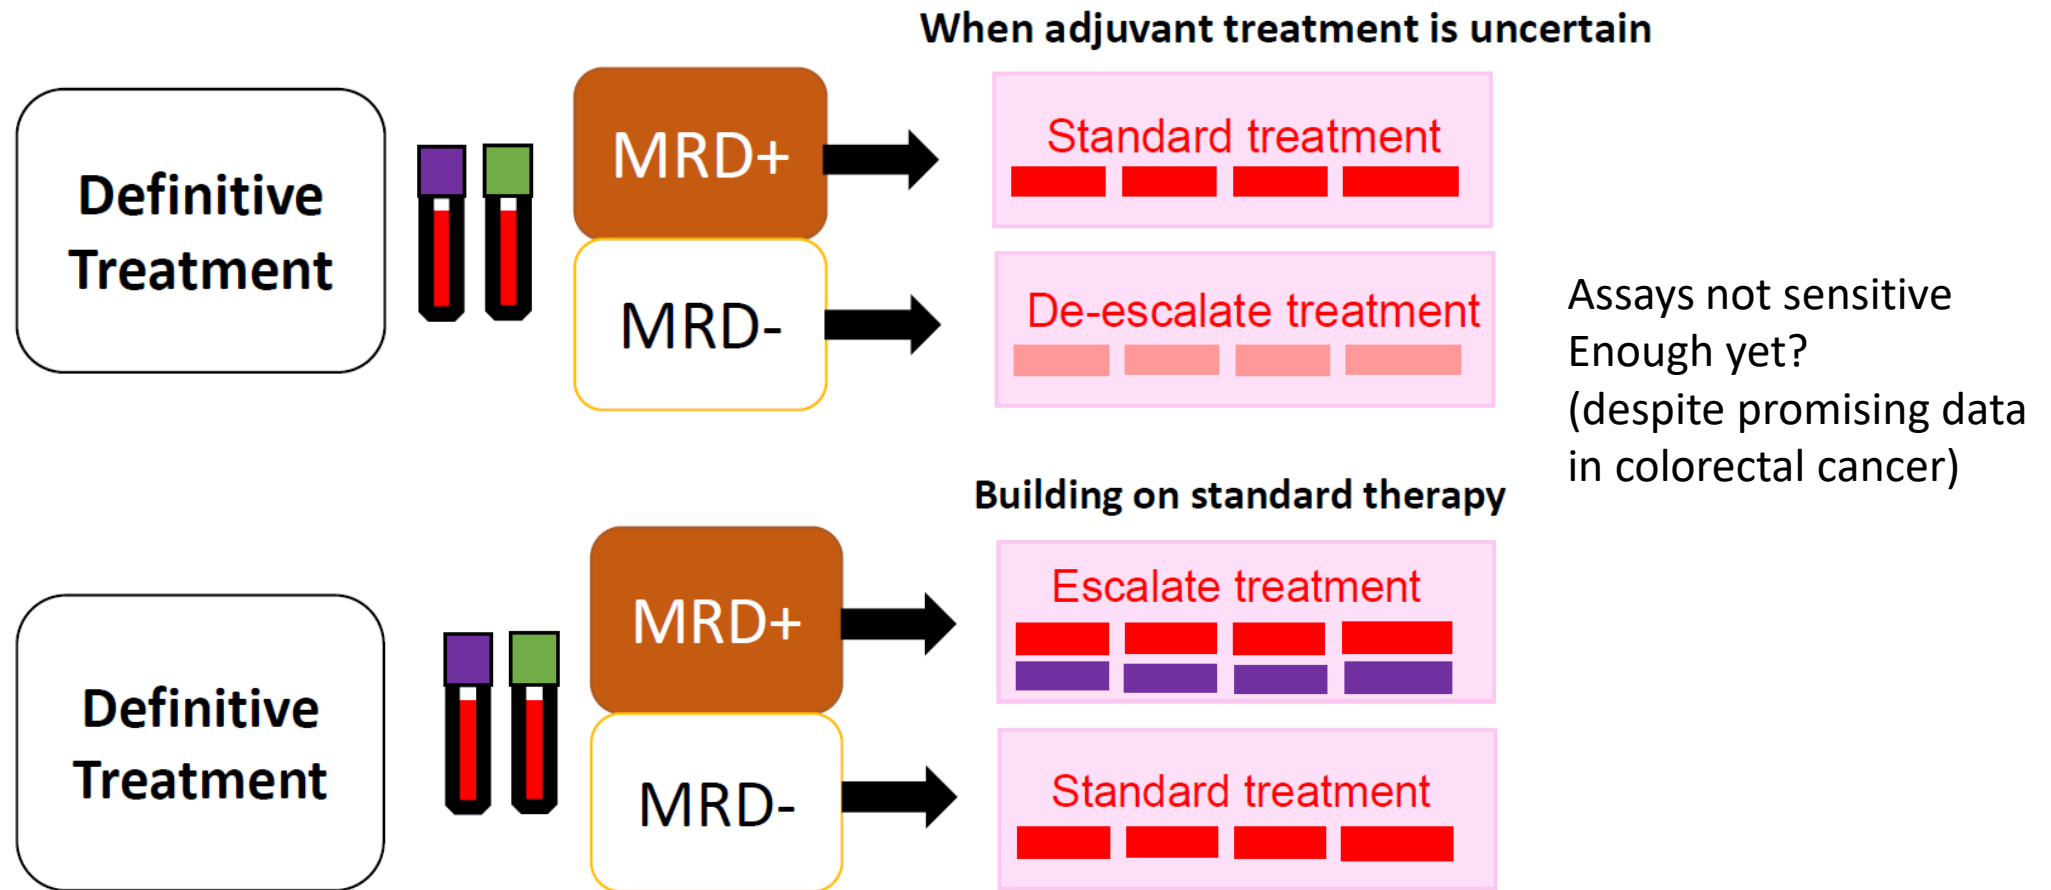 When adjuvant treatment is uncertain
Definitive
Treatment
MRD+
Standard treatment
MRD-
De-escalate treatment
Assays not sensitive
Enough yet?
(despite promising data
in colorectal cancer)
Building on standard therapy
Definitive
Treatment
MRD+
Escalate treatment
MRD-
Standard treatment